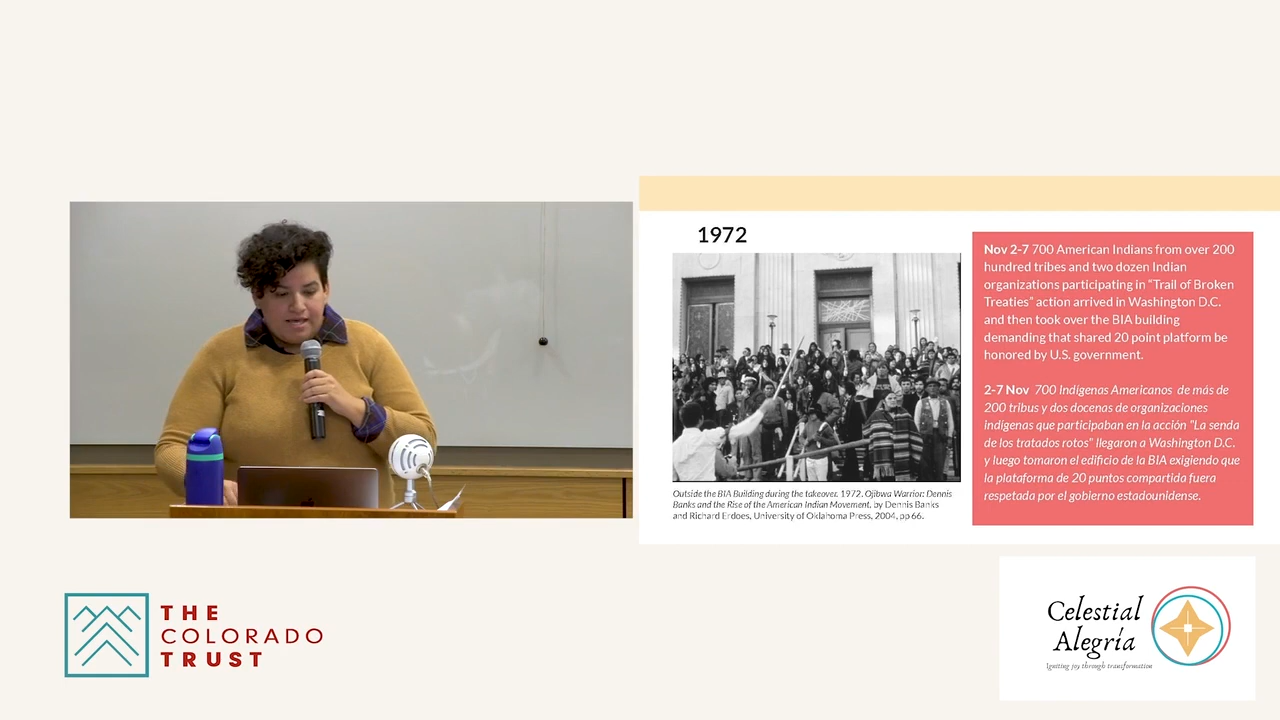 1972
Nov 2-7 700 American Indians from over 200
hundred tribes and two dozen Indian
organizations participating in “Trail of Broken
Treaties” action arrived in Washington D.C.
and then took over the BIA building
demanding that shared 20 point platform be
honored by U.S. government.
2-7 Nov 700 Indígenas Americanos de más de
200 tribus y dos docenas de organizaciones
indígenas que participaban en la acción "La senda
de los tratados rotos" llegaron a Washington D.C.
y luego tomaron el edificio de la BIA exigiendo que
la plataforma de 20 puntos compartida fuera
respetada por el gobierno estadounidense.
Outside the BIA Building during the takeover. 1972. Ojibwa Warrior: Dennis
Banks and the Rise of the American Indian Movement, by Dennis Banks
and Richard Erdoes, University of Oklahoma Press, 2004, pp 66.
THE
COLORADO
TRUST
Celestial
Alegría
Igniting joy through transformation